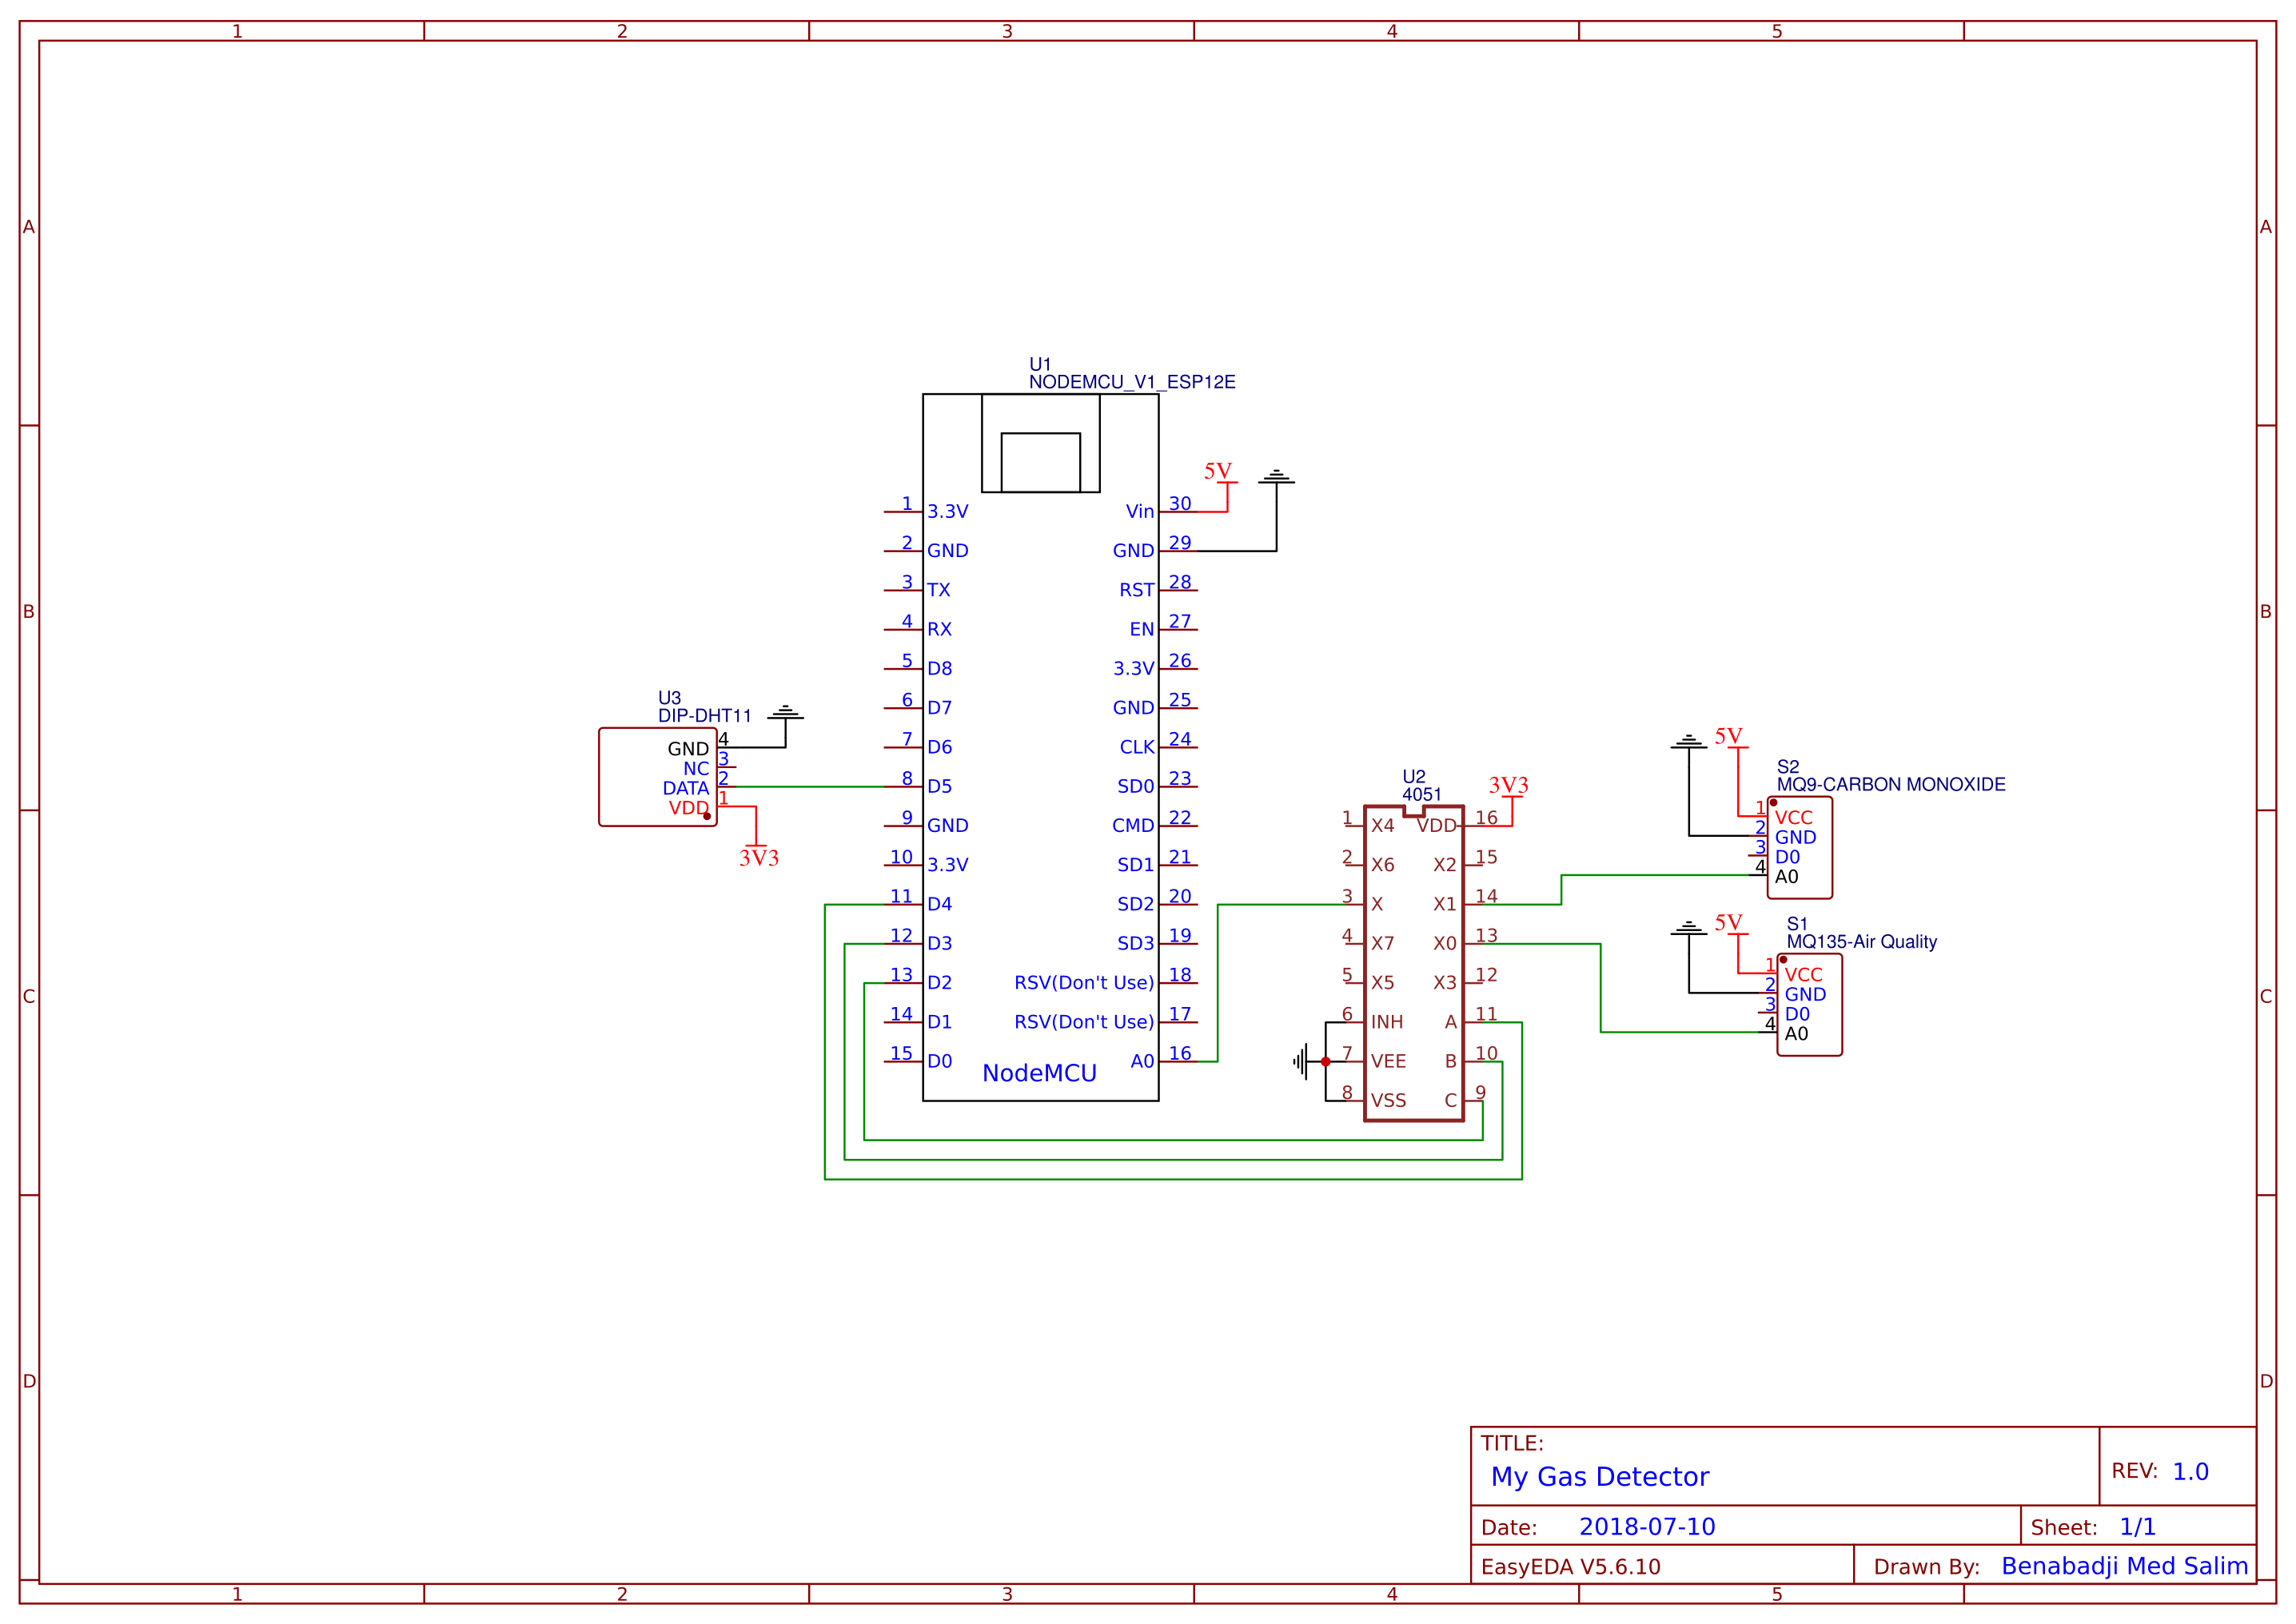 1 2 3 4 5
A A
U1
NODEMCU_V1_ESP12E
5V
1 3.3V Vin 30
2 GND GND 29
3 TX RST 28
B B
4 RX EN 27
5 D8 3.3V 26
6 D7 GND 25
7 D6 CLK 24
8 D5 SD0 23
9 GND CMD 22
10 3.3V SD1 21
11 D4 SD2 20
12 D3 SD3 19
13 D2 RSV(Don't Use) 18
14 D1 RSV(Don't Use) 17
15 D0 A0 16
NodeMCU
U3
DIP-DHT11
GND 4
NC 3
DATA 2
VDD 1
3V3
U2
4051
3V3
1 X4 VDD 16
2 X6 X2 15
3 X X1 14
4 X7 X0 13
5 X5 X3 12
6 INH A 11
7 VEE B 10
8 VSS C 9
5V
S2
MQ9-CARBON MONOXIDE
1 VCC
2 GND
3 D0
4 A0
5V
S1
MQ135-Air Quality
1 VCC
2 GND
3 D0
4 A0
C C
D D
TITLE:
My Gas Detector
REV: 1.0
Date: 2018-07-10
Sheet: 1/1
EasyEDA V5.6.10
Drawn By: Benabadji Med Salim
1 2 3 4 5